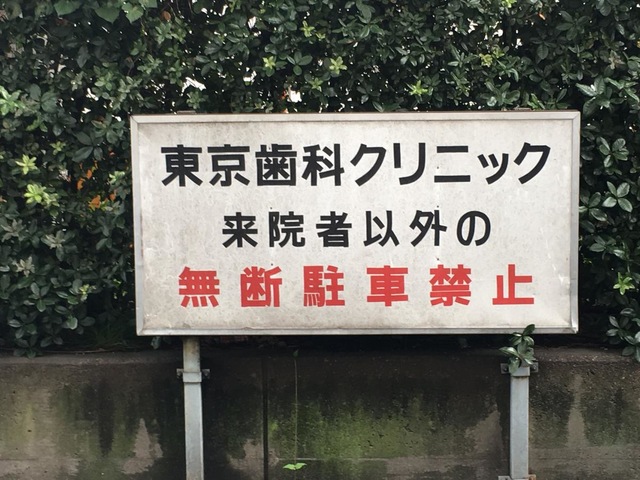 東京歯科クリニック
来院者以外の
無断駐車禁止